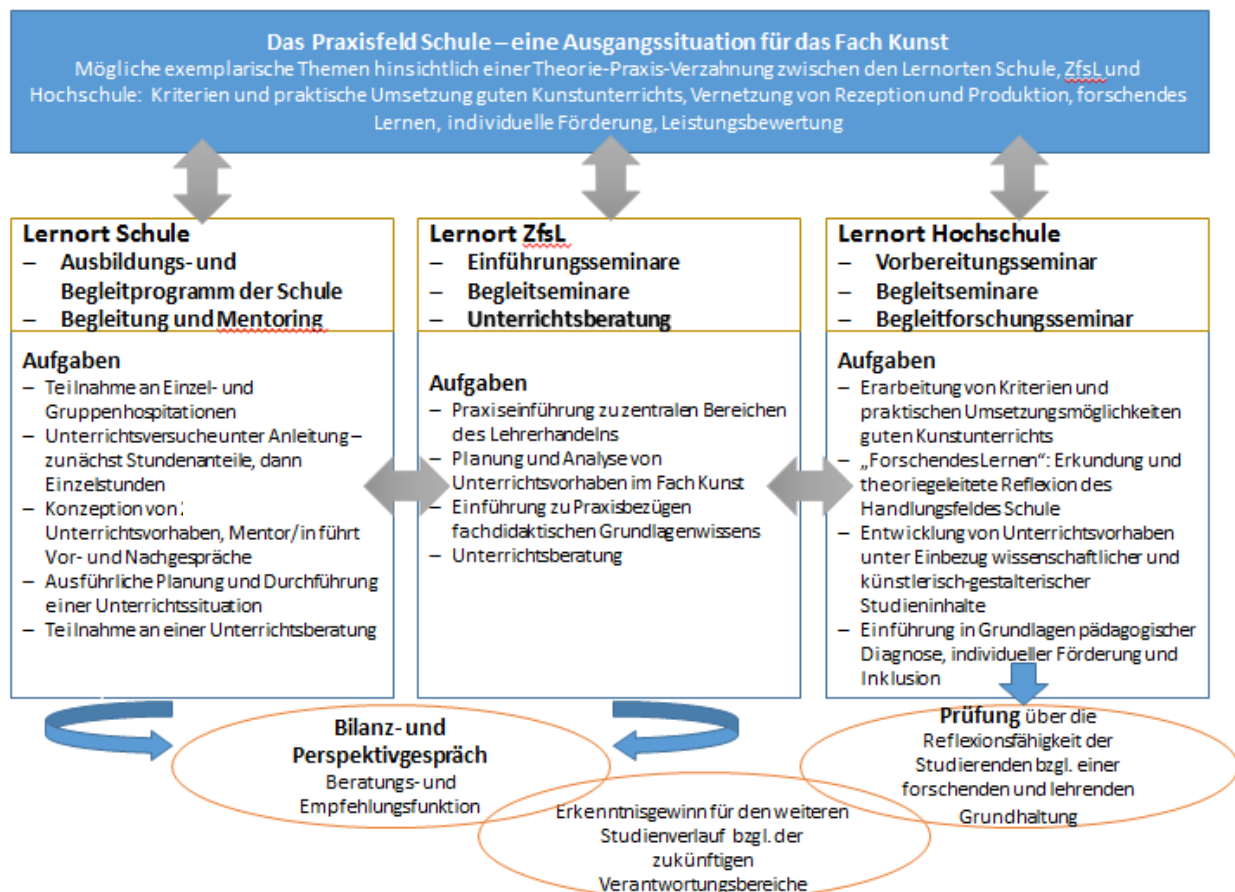 Das Praxisfeld Schule – eine Ausgangssituation für das Fach Kunst
Mögliche exemplarische Themen hinsichtlich einer Theorie-Praxis-Verzahnung zwischen den Lernorten Schule, ZfsL und
Hochschule: Kriterien und praktische Umsetzung guten Kunstunterrichts, Vernetzung von Rezeption und Produktion, forschendes
Lernen, individuelle Förderung, Leistungsbewertung
Lernort Schule
– Ausbildungs- und
Begleitprogramm der Schule
– Begleitung und Mentoring
Aufgaben
– Teilnahme an Einzel- und
Gruppenhospitationen
– Unterrichtsversuche unter Anleitung –
zunächst Stundenanteile, dann
Einzelstunden
– Konzeption von
Unterrichtsvorhaben, Mentor/in führt
Vor- und Nachgespräche
– Ausführliche Planung und Durchführung
einer Unterrichtssituation
– Teilnahme an einer Unterrichtsberatung
Lernort ZfsL
– Einführungsseminare
– Begleitseminare
– Unterrichtsberatung
Aufgaben
– Praxiseinführung zu zentralen Bereichen
des Lehrerhandelns
– Planung und Analyse von
Unterrichtsvorhaben im Fach Kunst
– Einführung zu Praxisbezügen
fachdidaktischen Grundlagenwissens
– Unterrichtsberatung
Lernort Hochschule
– Vorbereitungsseminar
– Begleitseminare
– Begleitforschungsseminar
Aufgaben
– Erarbeitung von Kriterien und
praktischen Umsetzungsmöglichkeiten
guten Kunstunterrichts
– „Forschendes Lernen“: Erkundung und
theoriegeleitete Reflexion des
Handlungsfeldes Schule
– Entwicklung von Unterrichtsvorhaben
unter Einbezug wissenschaftlicher und
künstlerisch-gestalterischer
Studieninhalte
– Einführung in Grundlagen pädagogischer
Diagnose, individueller Förderung und
Inklusion
Bilanz- und
Perspektivgespräch
Beratungs- und
Empfehlungsfunktion
Erkenntnisgewinn für den weiteren
Studienverlauf bzgl. der
zukünftigen
Verantwortungsbereiche
Prüfung über die
Reflexionsfähigkeit der
Studierenden bzgl. einer
forschenden und lehrenden
Grundhaltung